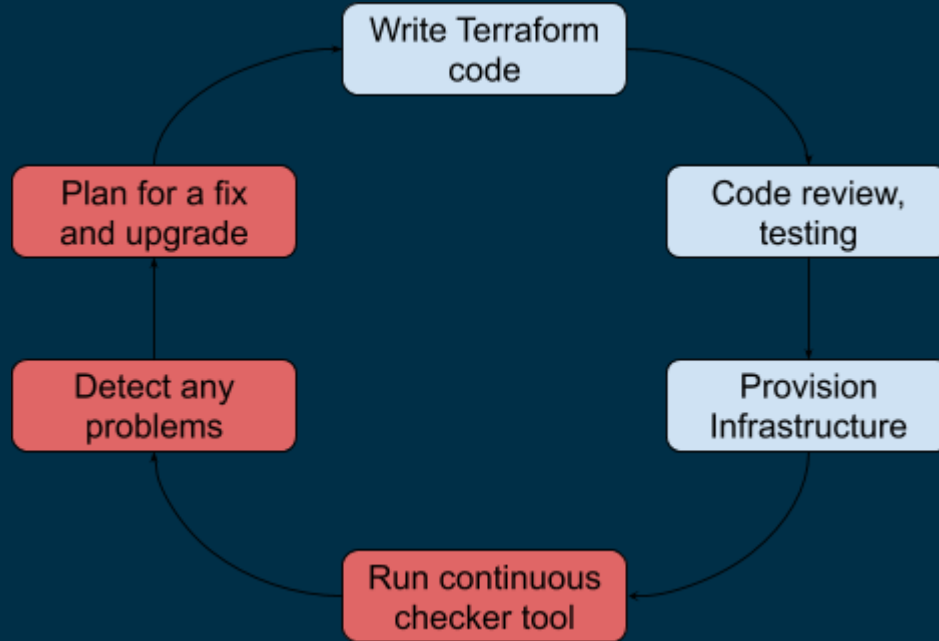 Write Terraform
code
Code review,
testing
Provision
Infrastructure
Run continuous
checker tool
Detect any
problems
Plan for a fix
and upgrade